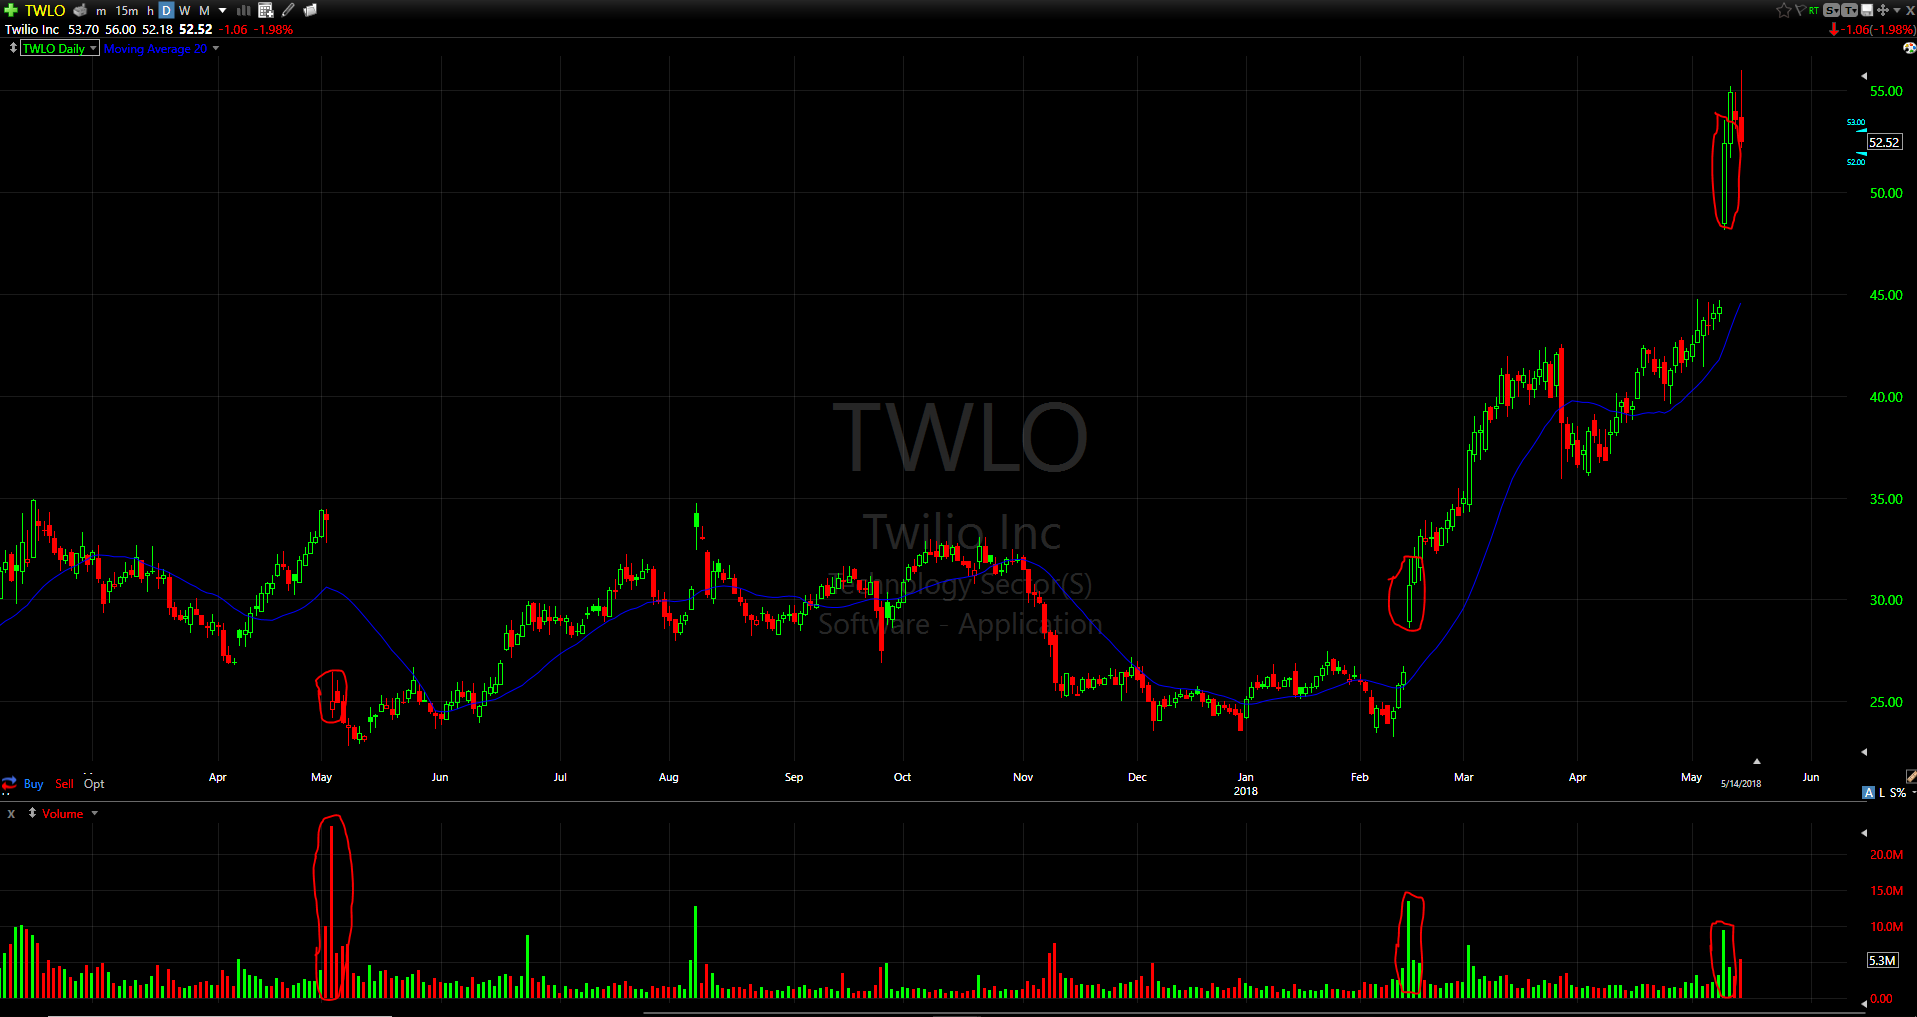 TWLO m 15m h D W M RT S T X
Twilio Inc 53.70 56.00 52.18 52.52 -1.06 -1.98% -1.06(-1.98%)
TWLO Daily Moving Average 20
55.00
53.00
52.52
52.00
50.00
45.00
40.00
TWLO
35.00
Twilio Inc
Technology Sector(S)
30.00
Software - Application
25.00
Apr May Jun Jul Aug Sep Oct Nov Dec Jan Feb Mar Apr May Jun
Buy Sell Opt 2018 5/14/2018
A L S%
X Volume
20.0M
15.0M
10.0M
5.3M
0.00